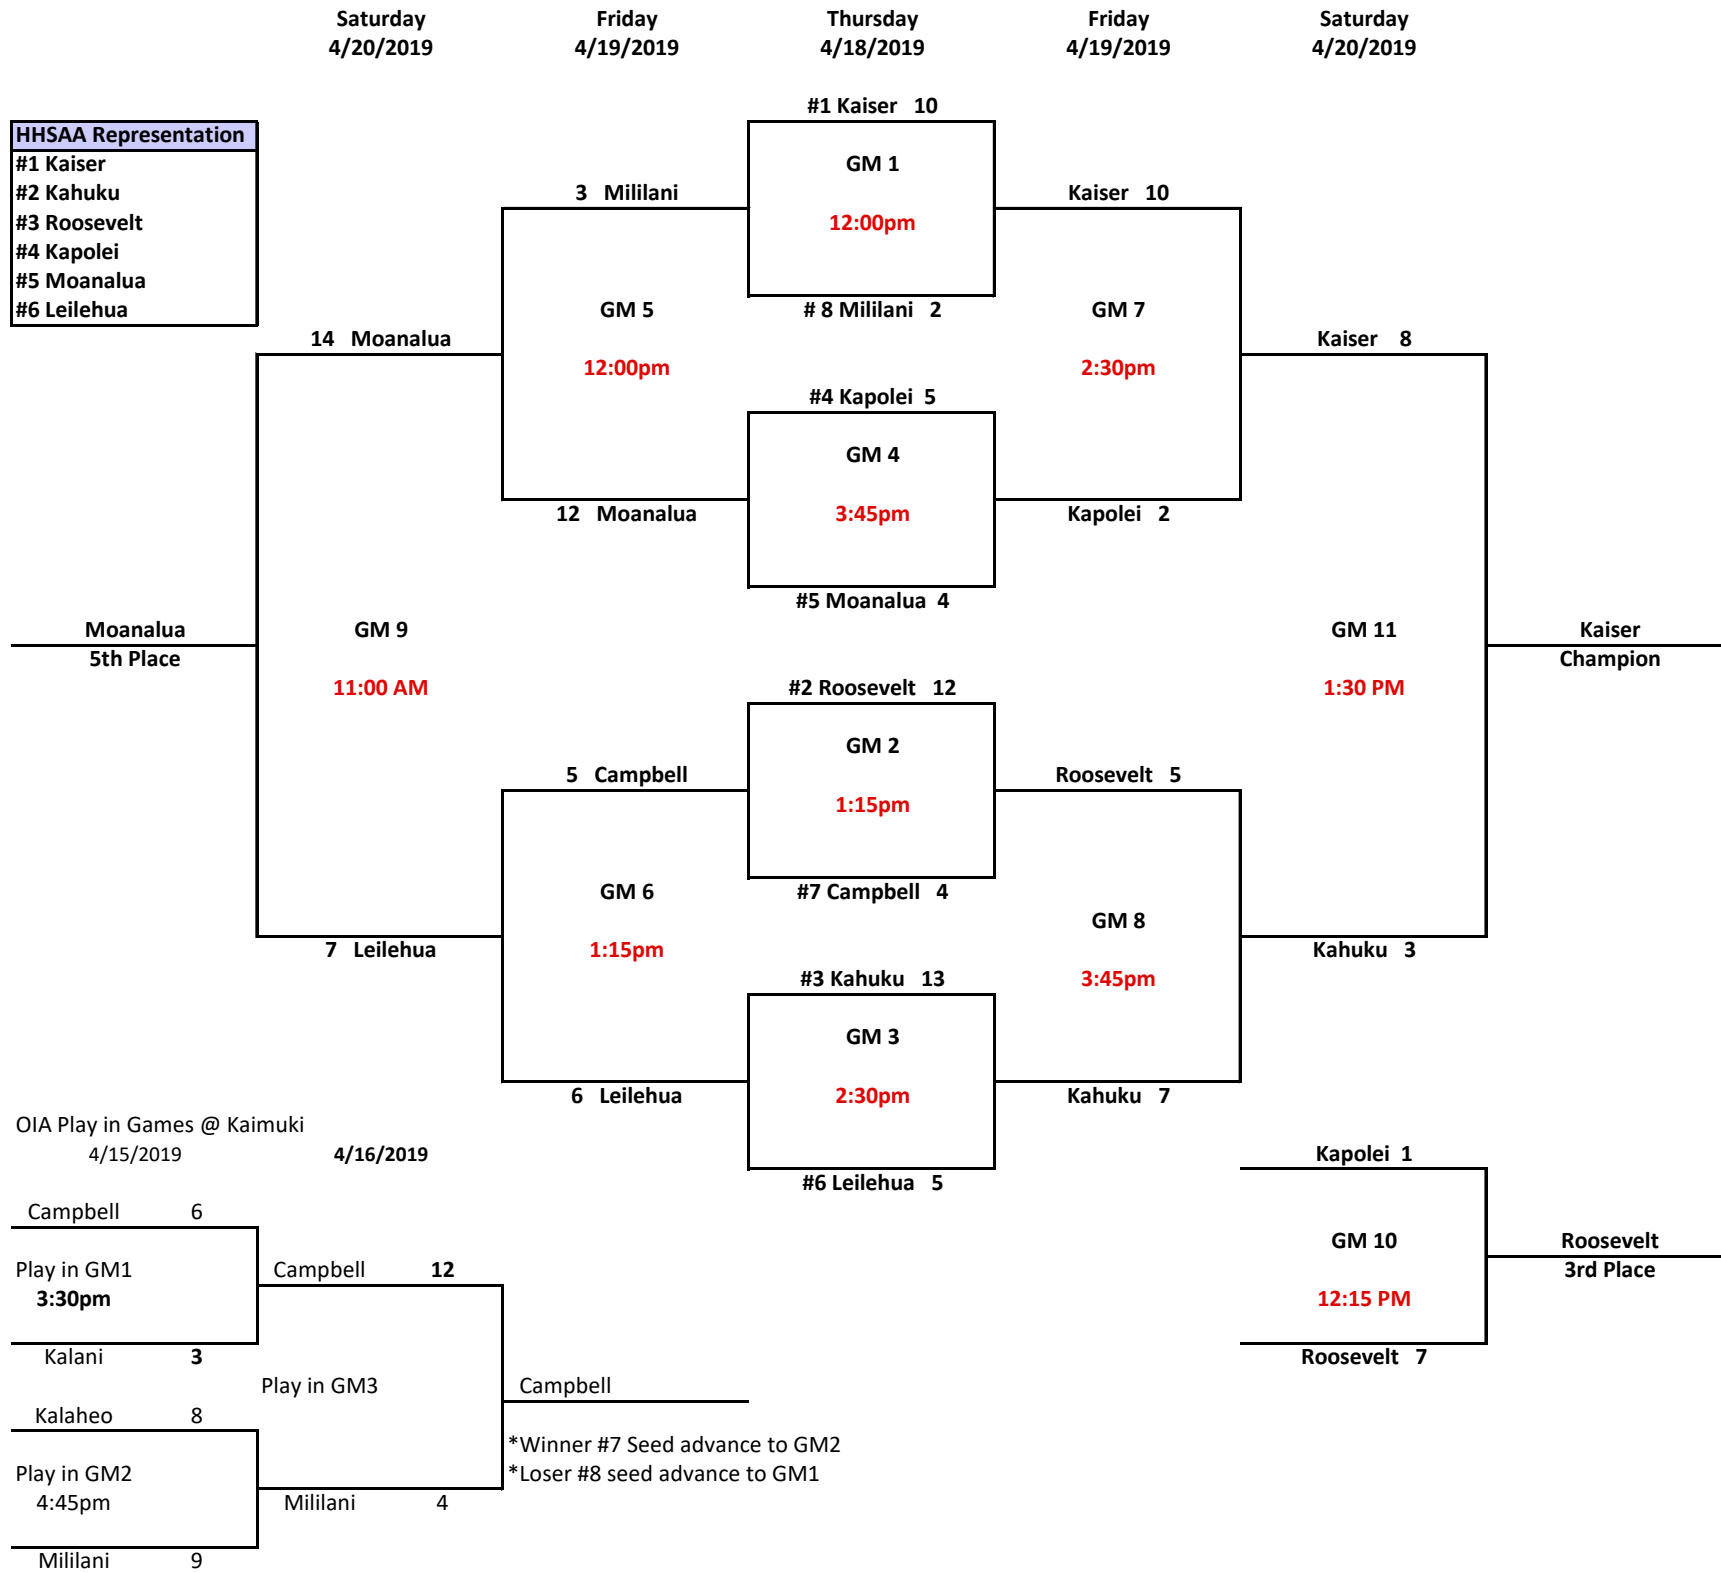 Saturday Friday Thursday Friday Saturday
4/20/2019 4/19/2019 4/18/2019 4/19/2019 4/20/2019
#1 Kaiser 10
HHSAA Representation
#1 Kaiser GM 1
#2 Kahuku 3 Mililani Kaiser 10
#3 Roosevelt 12:00pm
#4 Kapolei
#5 Moanalua
#6 Leilehua GM 5 # 8 Mililani 2 GM 7
14 Moanalua Kaiser 8
12:00pm 2:30pm
#4 Kapolei 5
GM 4
12 Moanalua 3:45pm Kapolei 2
#5 Moanalua 4
Moanalua GM 9 GM 11 Kaiser
5th Place Champion
11:00 AM #2 Roosevelt 12 1:30 PM
GM 2
5 Campbell Roosevelt 5
1:15pm
GM 6 #7 Campbell 4
GM 8
7 Leilehua 1:15pm Kahuku 3
#3 Kahuku 13 3:45pm
GM 3
6 Leilehua 2:30pm Kahuku 7
OIA Play in Games @ Kaimuki
4/15/2019 4/16/2019 Kapolei 1
#6 Leilehua 5
Campbell 6
GM 10 Roosevelt
Play in GM1 Campbell 12 3rd Place
3:30pm 12:15 PM
Kalani 3 Roosevelt 7
Play in GM3 Campbell
Kalaheo 8
*Winner #7 Seed advance to GM2
Play in GM2 *Loser #8 seed advance to GM1
4:45pm Mililani 4
Mililani 9